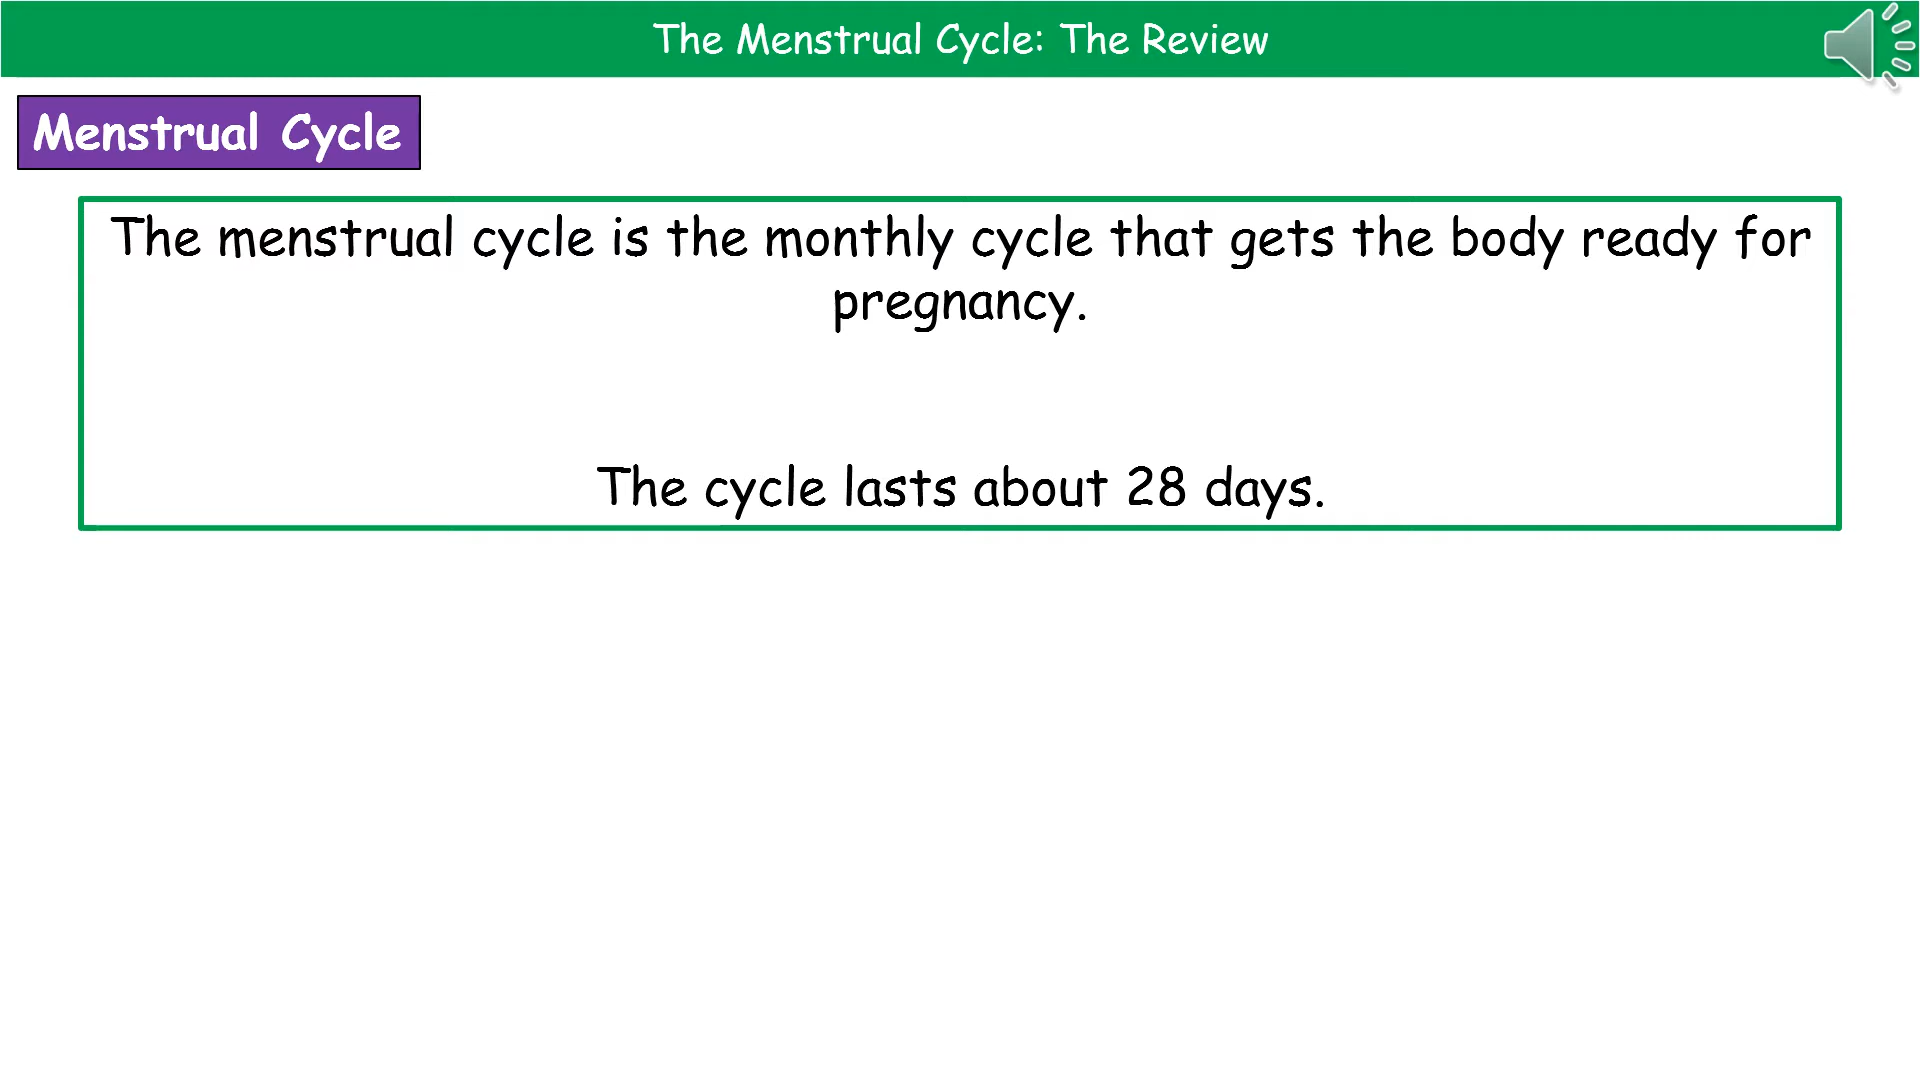 The Menstrual Cycle: The Review
Menstrual Cycle
The menstrual cycle is the monthly cycle that gets the body ready for
pregnancy.
The cycle lasts about 28 days.